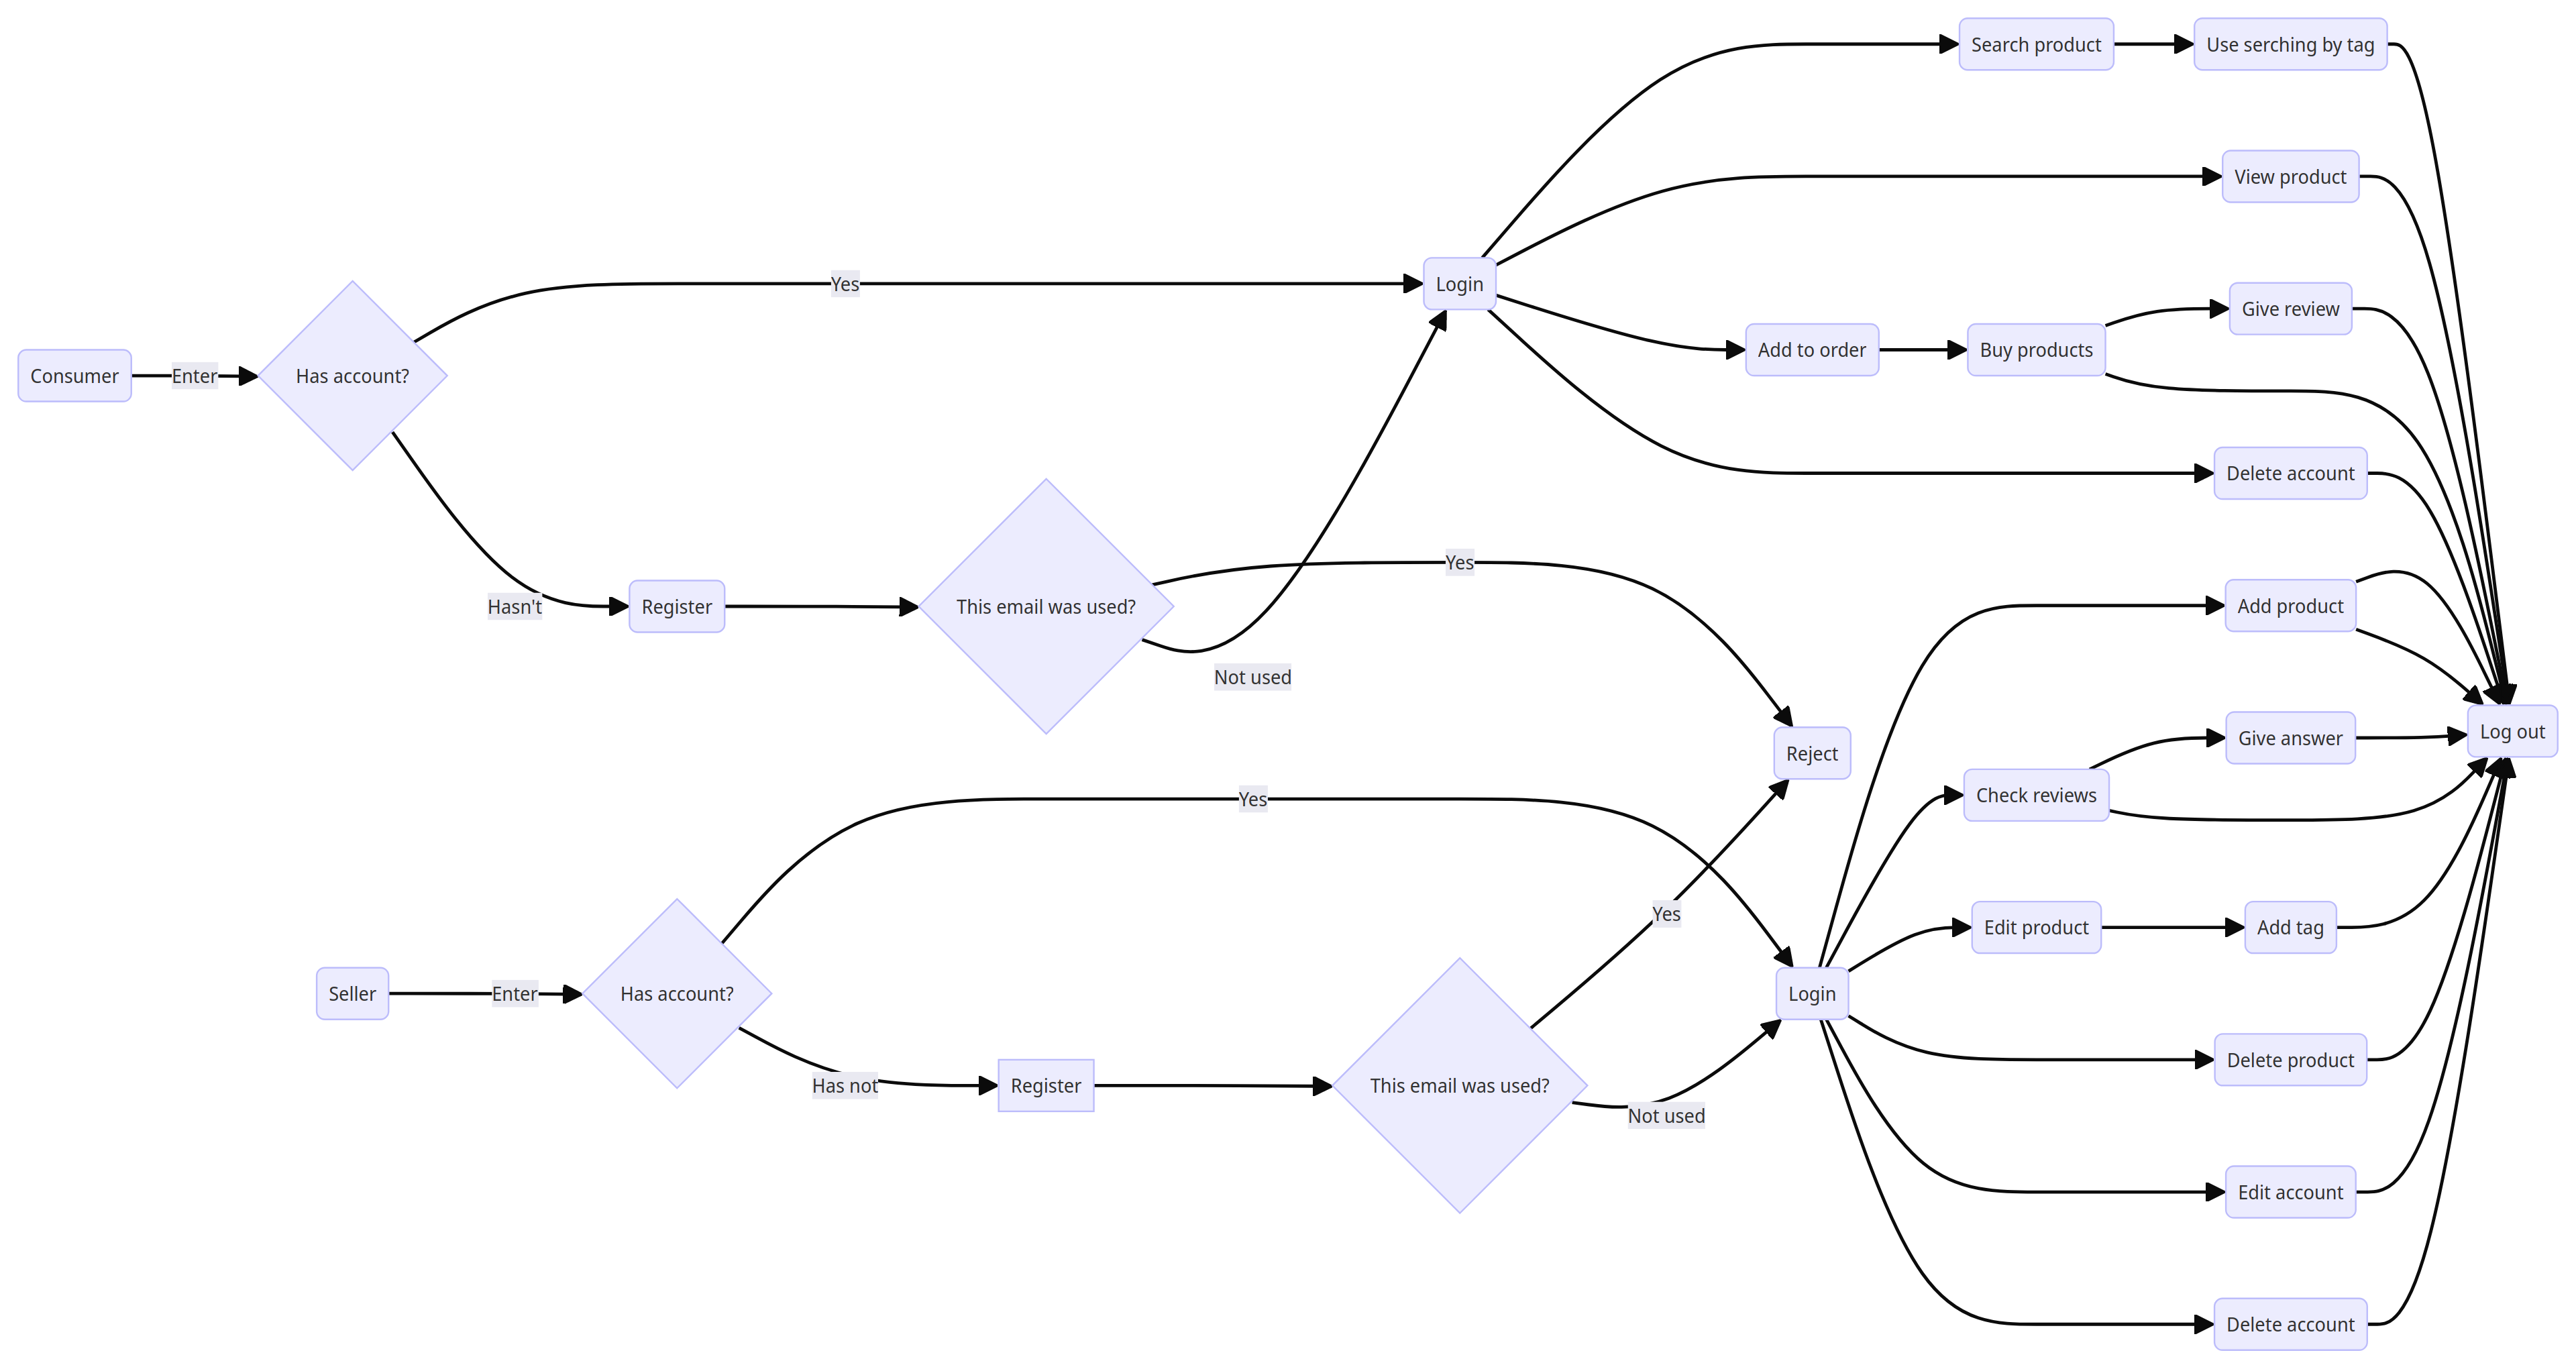 Search product
Use serching by tag
View product
Yes
Login
Give review
Consumer
Enter
Has account?
Add to order
Buy products
Delete account
Yes
Hasn't
Register
This email was used?
Not used
Add product
Reject
Log out
Give answer
Check reviews
Yes
Yes
Edit product
Add tag
Seller
Enter
Has account?
Login
Has not
Register
This email was used?
Not used
Delete product
Edit account
Delete account